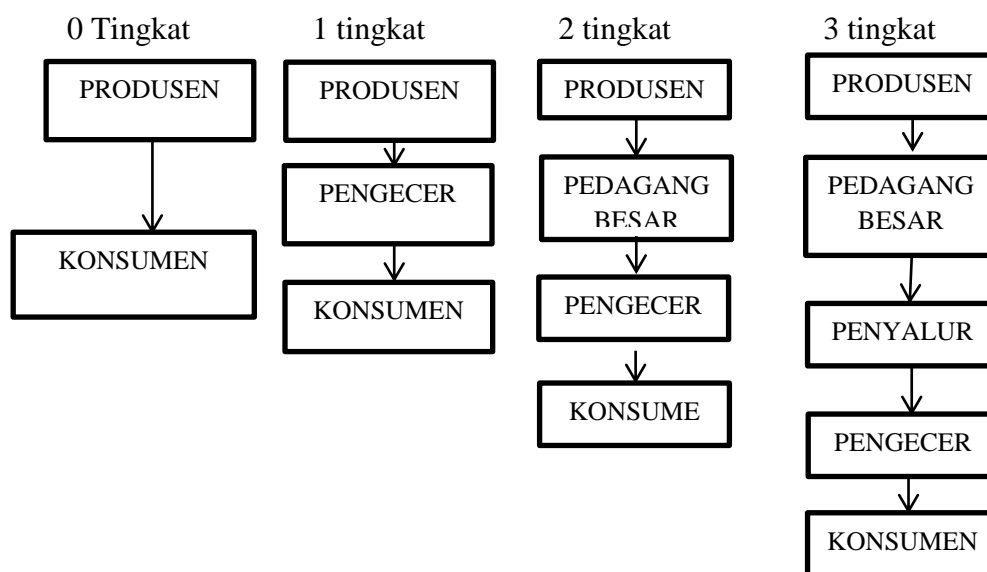 0 Tingkat
PRODUSEN
KONSUMEN
1 tingkat
PRODUSEN
PENGECER
KONSUMEN
2 tingkat
PRODUSEN
PEDAGANG
BESAR
PENGECER
KONSUME
3 tingkat
PRODUSEN
PEDAGANG
BESAR
PENYALUR
PENGECER
KONSUMEN